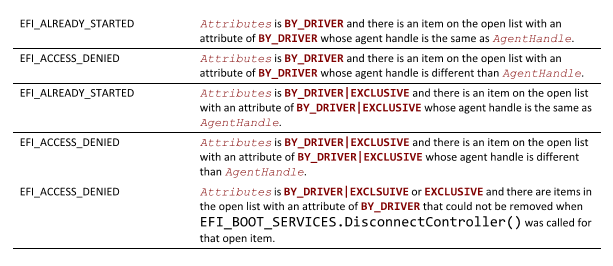 EFI_ALREADY_STARTED Attributes is BY_DRIVER and there is an item on the open list with an
attribute of BY_DRIVER whose agent handle is the same as AgentHandle.
EFI_ACCESS_DENIED Attributes is BY_DRIVER and there is an item on the open list with an
attribute of BY_DRIVER whose agent handle is different than AgentHandle.
EFI_ALREADY_STARTED Attributes is BY_DRIVER|EXCLUSIVE and there is an item on the open list
with an attribute of BY_DRIVER|EXCLUSIVE whose agent handle is the same as
AgentHandle.
EFI_ACCESS_DENIED Attributes is BY_DRIVER|EXCLUSIVE and there is an item on the open list
with an attribute of BY_DRIVER|EXCLUSIVE whose agent handle is different
than AgentHandle.
EFI_ACCESS_DENIED Attributes is BY_DRIVER|EXCLSUIVE or EXCLUSIVE and there are items in
the open list with an attribute of BY_DRIVER that could not be removed when
EFI_BOOT_SERVICES.DisconnectController() was called for
that open item.